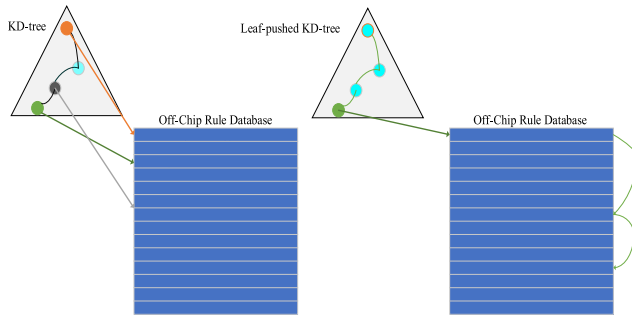 KD-tree
Leaf-pushed KD-tree
Off-Chip Rule Database
Off-Chip Rule Database